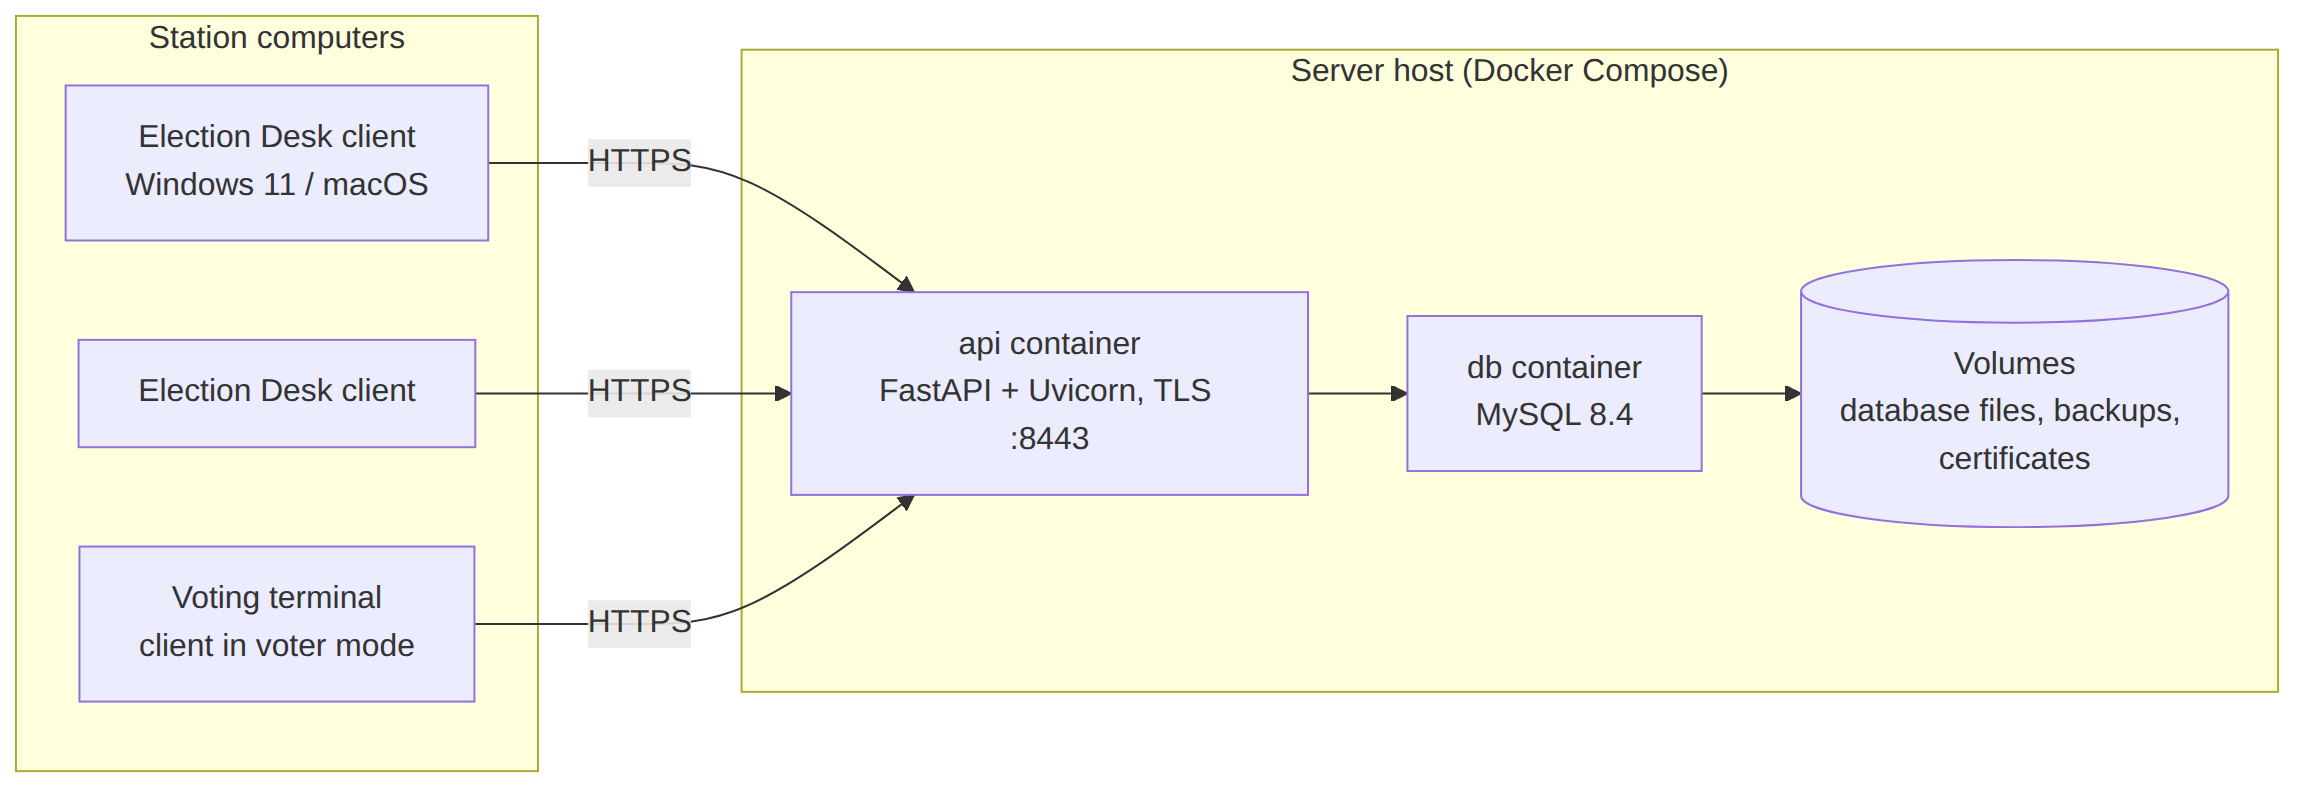 Station computers
Election Desk client
Windows 11 / macOS
Election Desk client
Voting terminal
client in voter mode
HTTPS
HTTPS
HTTPS
Server host (Docker Compose)
api container
FastAPI + Uvicorn, TLS
:8443
db container
MySQL 8.4
Volumes
database files, backups,
certificates